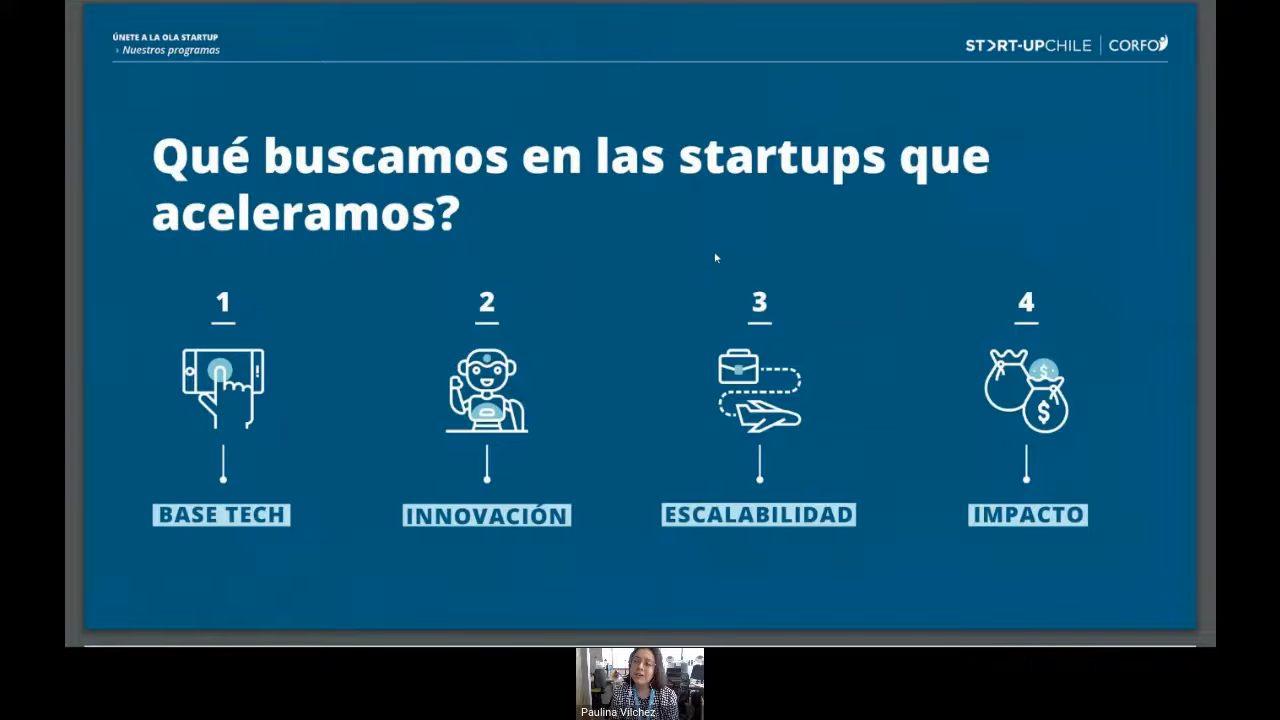 ÚNETE A LA OLA STARTUP
› Nuestros programas
START-UPCHILE | CORFO
Qué buscamos en las startups que
aceleramos?
1
2
3
4
$
$
BASE TECH
INNOVACIÓN
ESCALABILIDAD
IMPACTO
Paulina Vilchez